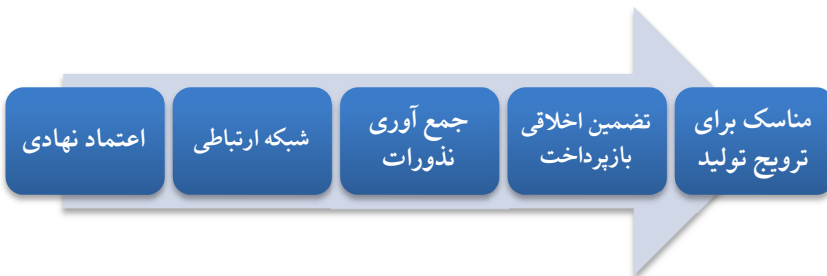 اعتماد نهادی
شبکه ارتباطی
جمع آوری
نذورات
تضمین اخلاقی
بازپرداخت
مناسک برای
ترویج تولید